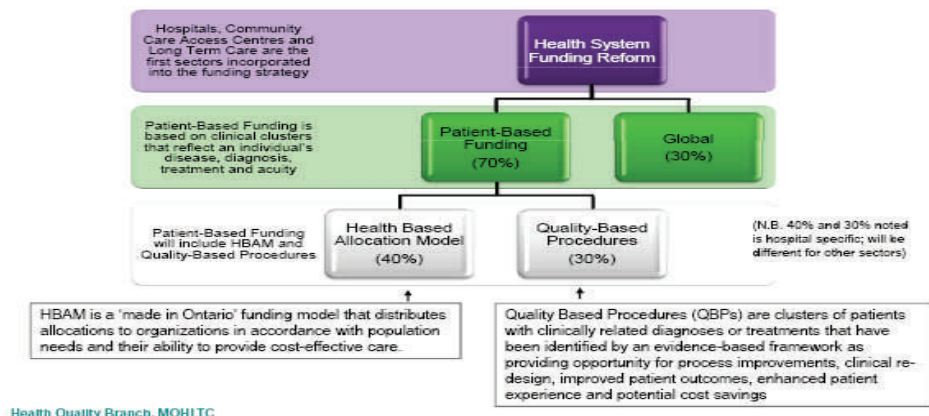 Hospitals, Community
Care Access Centres and
Long Term Care are the
first sectors incorporated
into the funding strategy
Health System
Funding Reform
Patient-Based Funding is
based on clinical clusters
that reflect an individual's
disease, diagnosis,
treatment and acuity
Patient-Based
Funding
(70%)
Global
(30%)
Patient-Based Funding
will include HBAM and
Quality-Based Procedures
Health Based
Allocation Model
(40%)
Quality-Based
Procedures
(30%)
(N.B. 40% and 30% noted
is hospital specific; will be
different for other sectors)
HBAM is a 'made in Ontario' funding model that distributes
allocations to organizations in accordance with population
needs and their ability to provide cost-effective care.
Quality Based Procedures (QBPs) are clusters of patients
with clinically related diagnoses or treatments that have
been identified by an evidence-based framework as
providing opportunity for process improvements, clinical re-
design, improved patient outcomes, enhanced patient
experience and potential cost savings
Health Quality Branch, MOHLTC